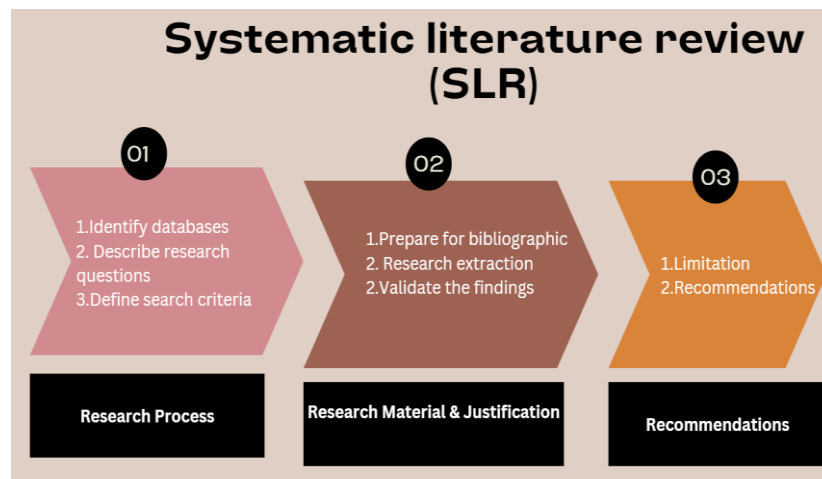 Systematic literature review
(SLR)
01
1.Identify databases
2. Describe research
questions
3.Define search criteria
Research Process
02
1.Prepare for bibliographic
2. Research extraction
2.Validate the findings
Research Material & Justification
03
1.Limitation
2.Recommendations
Recommendations